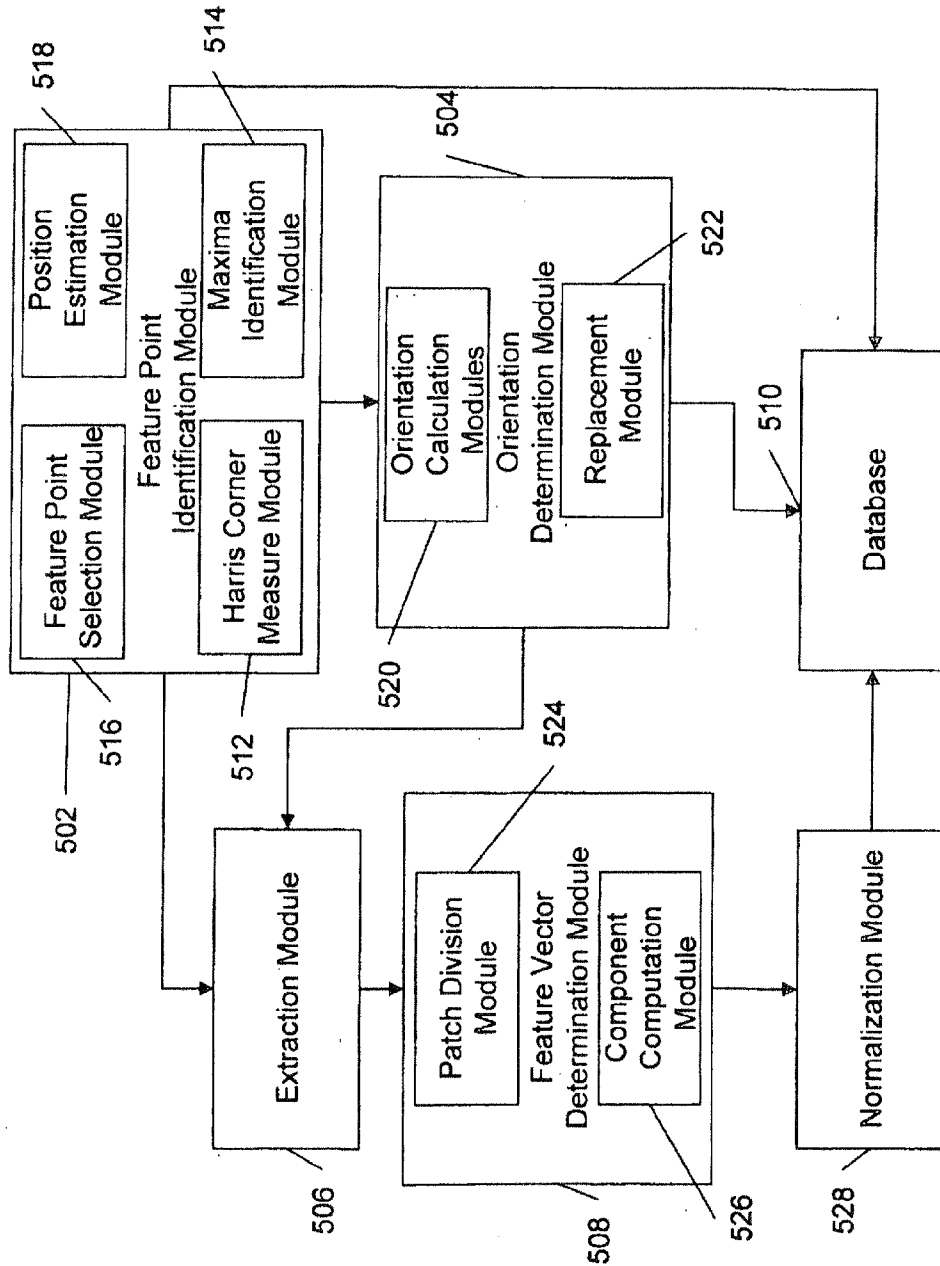 518
514
Position
Estimation
Module
Maxima
Identification
Module
Feature Point
Identification Module
Feature Point
Selection Module
Harris Corner
Measure Module
502
516
512
504
522
Orientation
Calculation
Modules
Orientation
Determination Module
Replacement
Module
520
510
Database
Extraction Module
506
524
Patch Division
Module
Feature Vector
Determination Module
Component
Computation
Module
508
526
Normalization Module
528